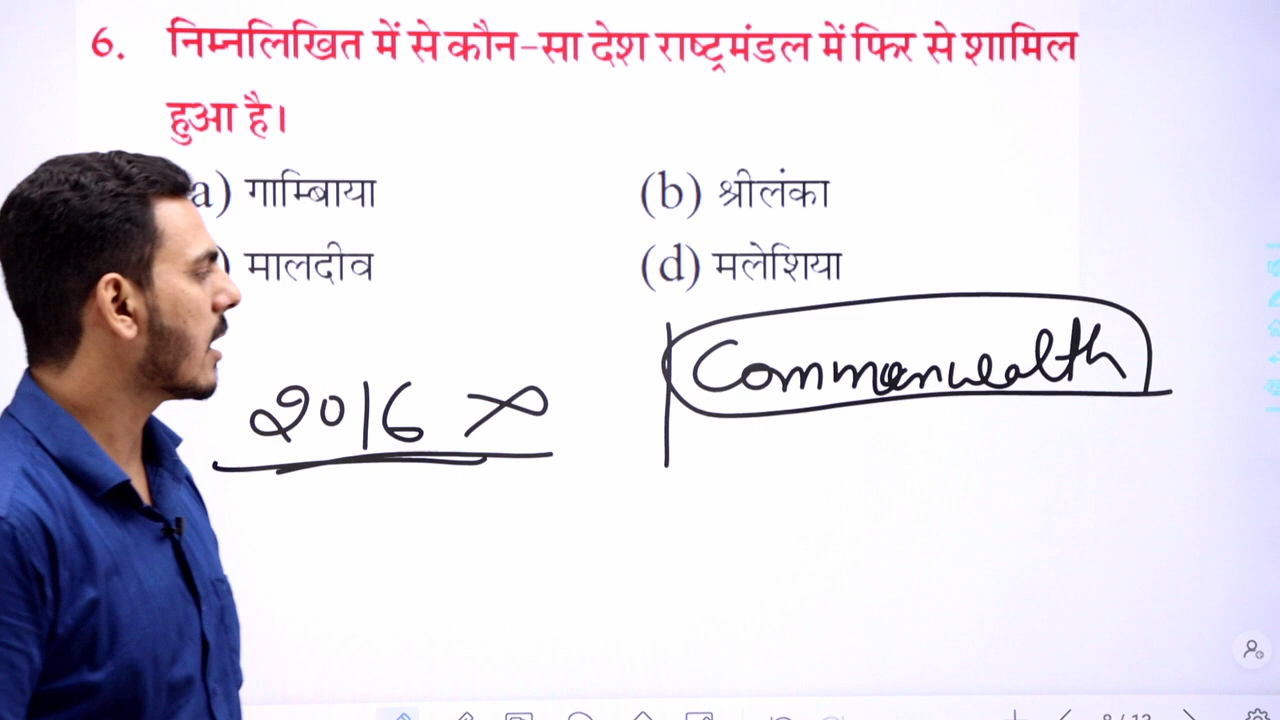 6. निम्नलिखित में से कौन-सा देश राष्ट्रमंडल में फिर से शामिल
हुआ है।
a) गाम्बिाया (b) श्रीलंका
) मालदीव (d) मलेशिया
Commonwealth
2016